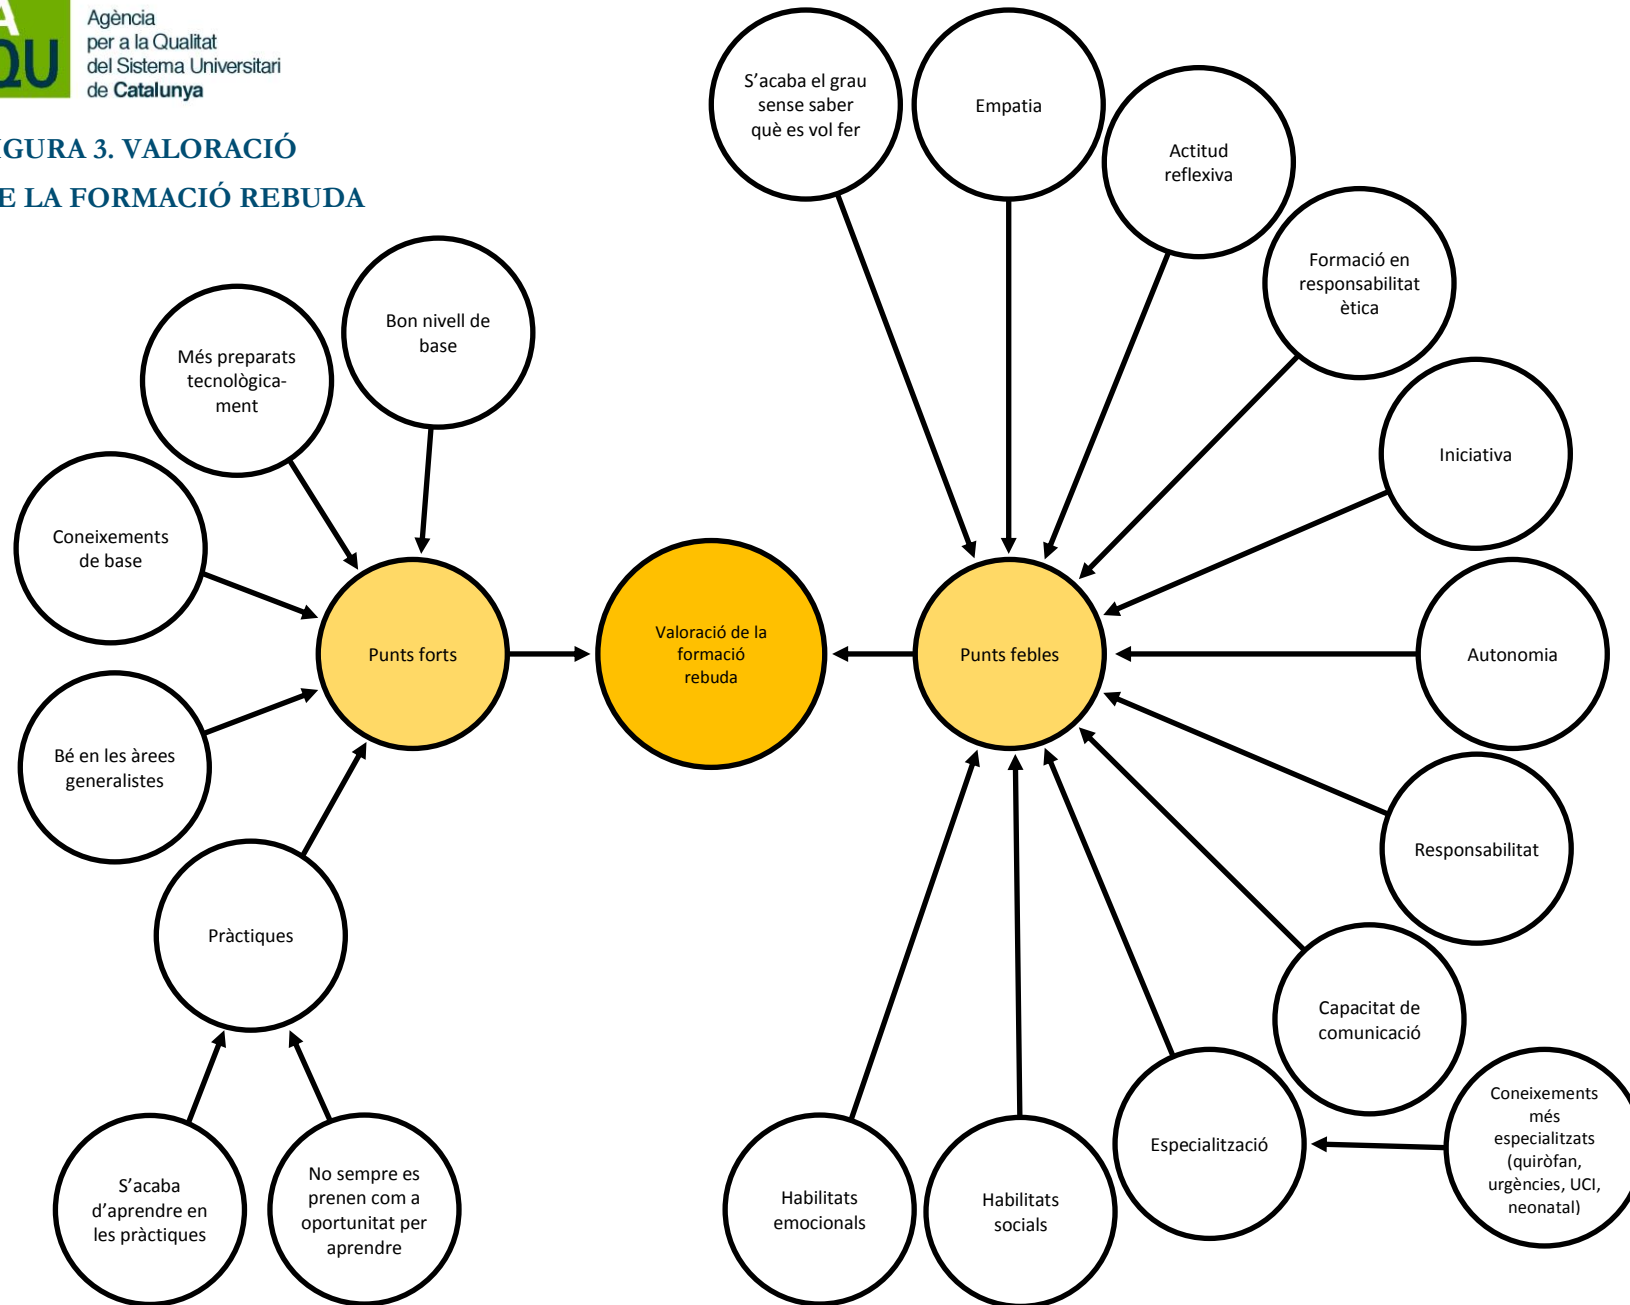 AQU
Agència
per a la Qualitat
del Sistema Universitari
de Catalunya
FIGURA 3. VALORACIÓ
DE LA FORMACIÓ REBUDA
S’acaba el grau
sense saber
què es vol fer
Empatia
Actitud
reflexiva
Formació en
responsabilitat
ètica
Iniciativa
Autonomia
Responsabilitat
Capacitat de
comunicació
Coneixements
més
especialitzats
(quiròfan,
urgències, UCI,
neonatal)
Especialització
Habilitats
socials
Habilitats
emocionals
Punts febles
Valoració de la
formació
rebuda
Punts forts
Bon nivell de
base
Més preparats
tecnològica-
ment
Coneixements
de base
Bé en les àrees
generalistes
Pràctiques
S’acaba
d’aprendre en
les pràctiques
No sempre es
prenen com a
oportunitat per
aprendre